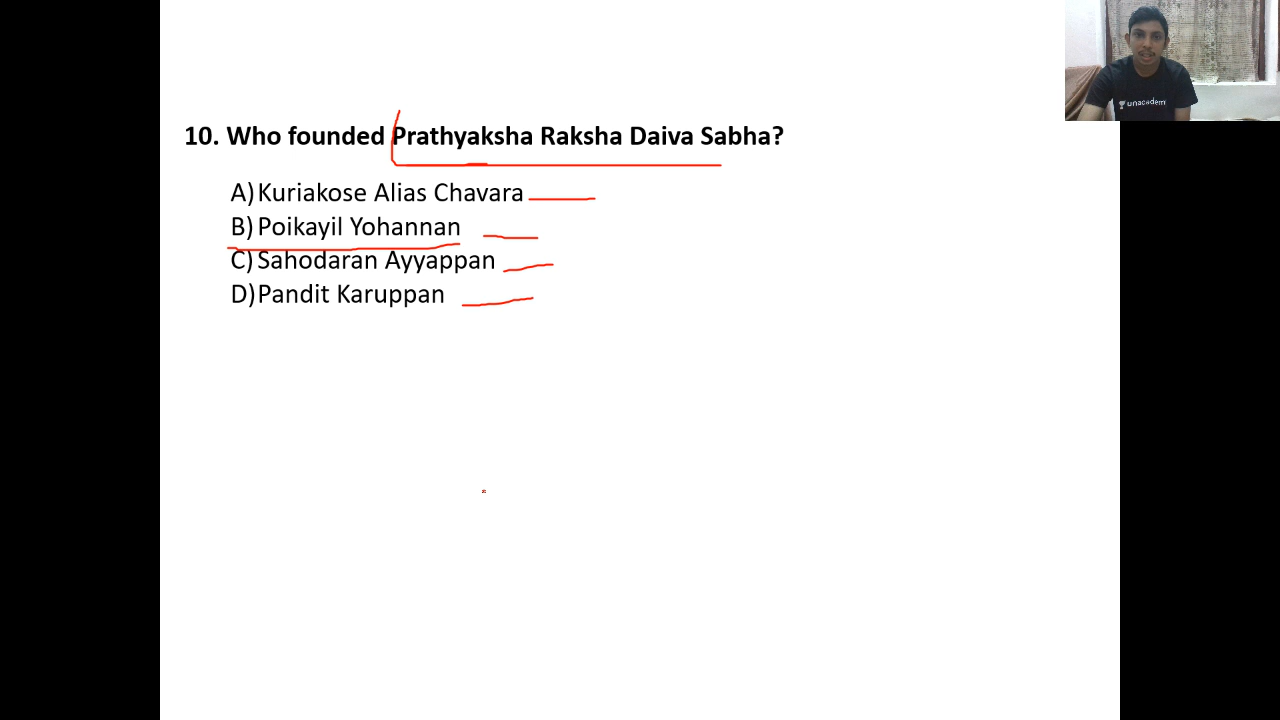 10. Who founded Prathyaksha Raksha Daiva Sabha?
A) Kuriakose Alias Chavara
B) Poikayil Yohannan
C) Sahodaran Ayyappan
D) Pandit Karuppan
unacademy